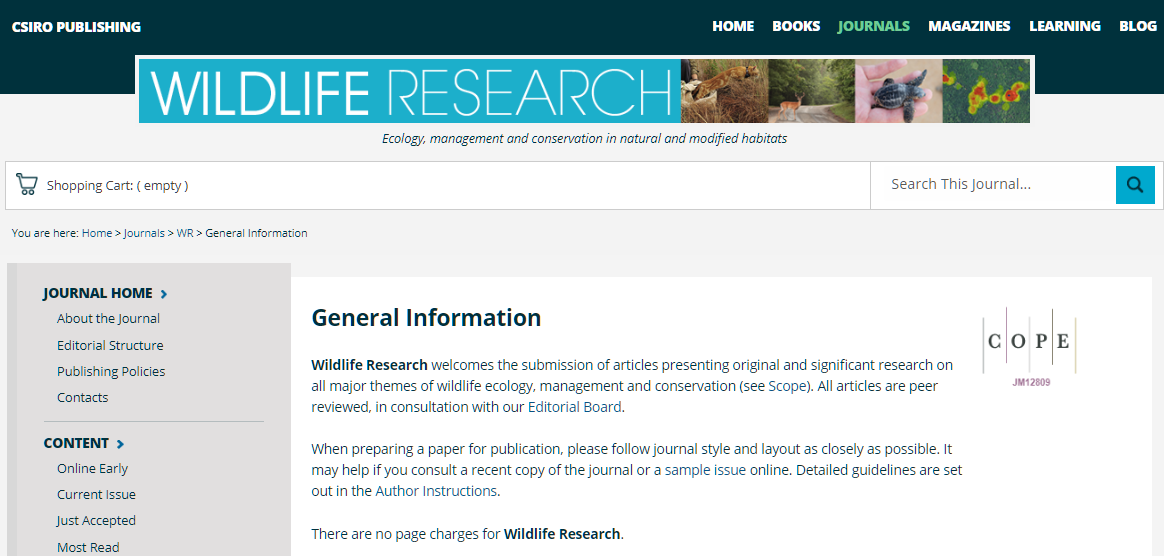 CSIRO PUBLISHING
HOME BOOKS JOURNALS MAGAZINES LEARNING BLOG
WILDLIFE RESEARCH
Ecology, management and conservation in natural and modified habitats
Shopping Cart: ( empty )
Search This Journal...
You are here: Home > Journals > WR > General Information
JOURNAL HOME
About the Journal
Editorial Structure
Publishing Policies
Contacts
CONTENT
Online Early
Current Issue
Just Accepted
Most Read
General Information
Wildlife Research welcomes the submission of articles presenting original and significant research on
all major themes of wildlife ecology, management and conservation (see Scope). All articles are peer
reviewed, in consultation with our Editorial Board.
When preparing a paper for publication, please follow journal style and layout as closely as possible. It
may help if you consult a recent copy of the journal or a sample issue online. Detailed guidelines are set
out in the Author Instructions.
There are no page charges for Wildlife Research.
COPE
JM12809